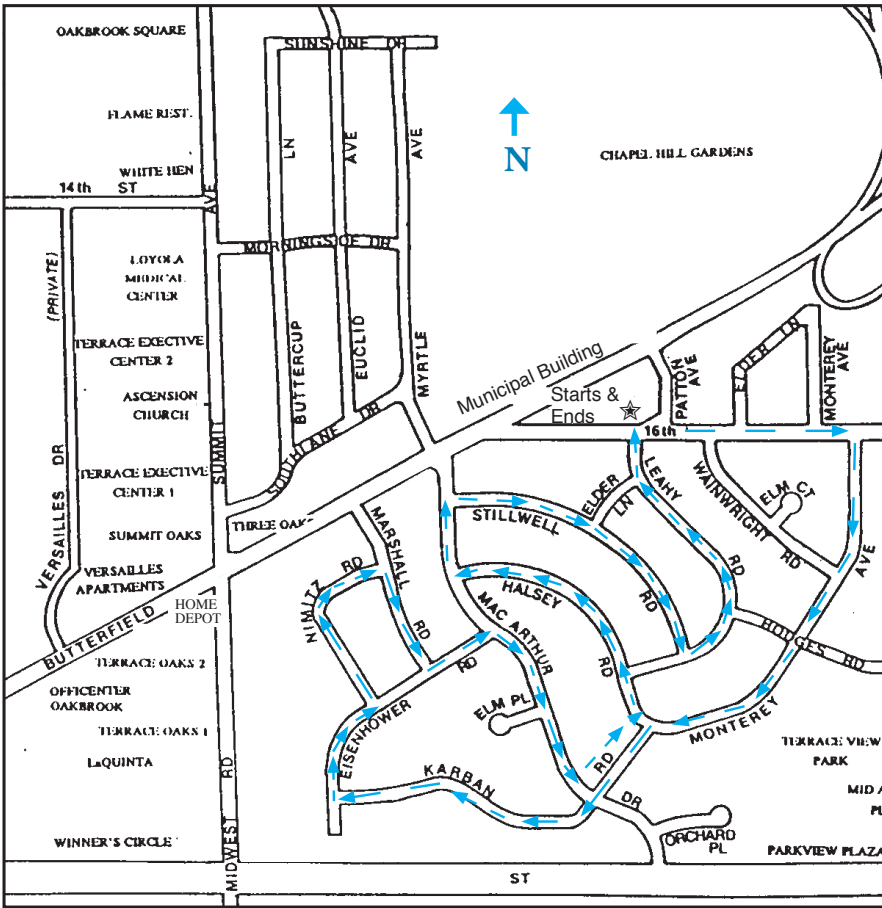 OAKBROOK SQUARE
SUNSHINE DR
FLAME REST.
LN
AVE
AVE
N
CHAPEL HILL GARDENS
WHITE HEN
14th ST
AVE
MORNINGSIDE DR
(PRIVATE)
LOYOLA
MEDICAL
CENTER
TERRACE EXECTIVE
CENTER 2
BUTTERCUP
EUCLID
MYRTLE
ELDER LN
MONTEREY
AVE
Municipal Building
PATTON
AVE
ASCENSION
CHURCH
Starts &
Ends
16th
SUMMIT
SOUTHLANE DR
VERSAILLES DR
TERRACE EXECTIVE
CENTER 1
ELDER
LN
LEAHY
RD
WAINWRIGHT
RD
ELM CT
SUMMIT OAKS
THREE OAK
MARSHALL
RD
STILLWELL
RD
AVE
VERSAILLES
APARTMENTS
HOME
DEPOT
NIMITZ
RD
HALSEY
RD
MAC ARTHUR
BUTTERFIELD
HODGES RD
TERRACE OAKS 2
RD
OFFICENTER
OAKBROOK
EISENHOWER
ELM PL
MONTEREY
TERRACE OAKS 1
TERRACE VIEW
PARK
LaQUINTA
RD
KARBAN
RD
DR
MID A
PL
WINNER'S CIRCLE
MIDWEST
ORCHARD
PL
PARKVIEW PLAZA
ST